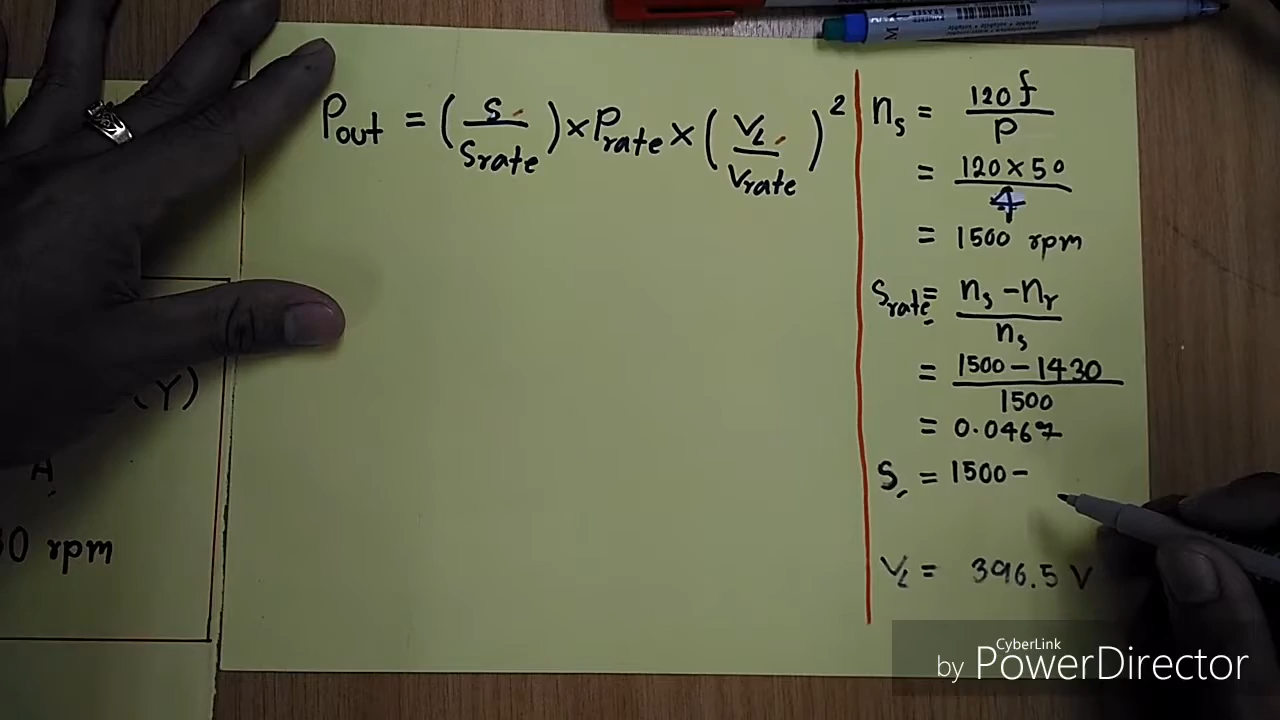 Pout = (s/srate) × Prate × (VL/Vrate)²
ns = 120f/P
= 120 × 50/4
= 1500 rpm
srate = ns - nr/ns
= 1500 - 1430/1500
= 0.0467
s = 1500 -
VL = 396.5 V
(Y)
A
0 rpm
CyberLink
by PowerDirector